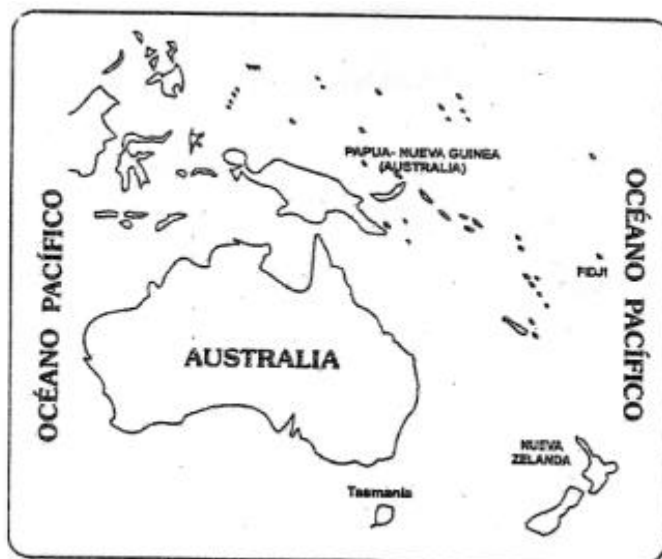 PAPUA- NUEVA GUINEA
(AUSTRALIA)
OCÉANO PACÍFICO
OCÉANO PACÍFICO
FIDJI
AUSTRALIA
NUEVA
ZELANDA
Tasmania